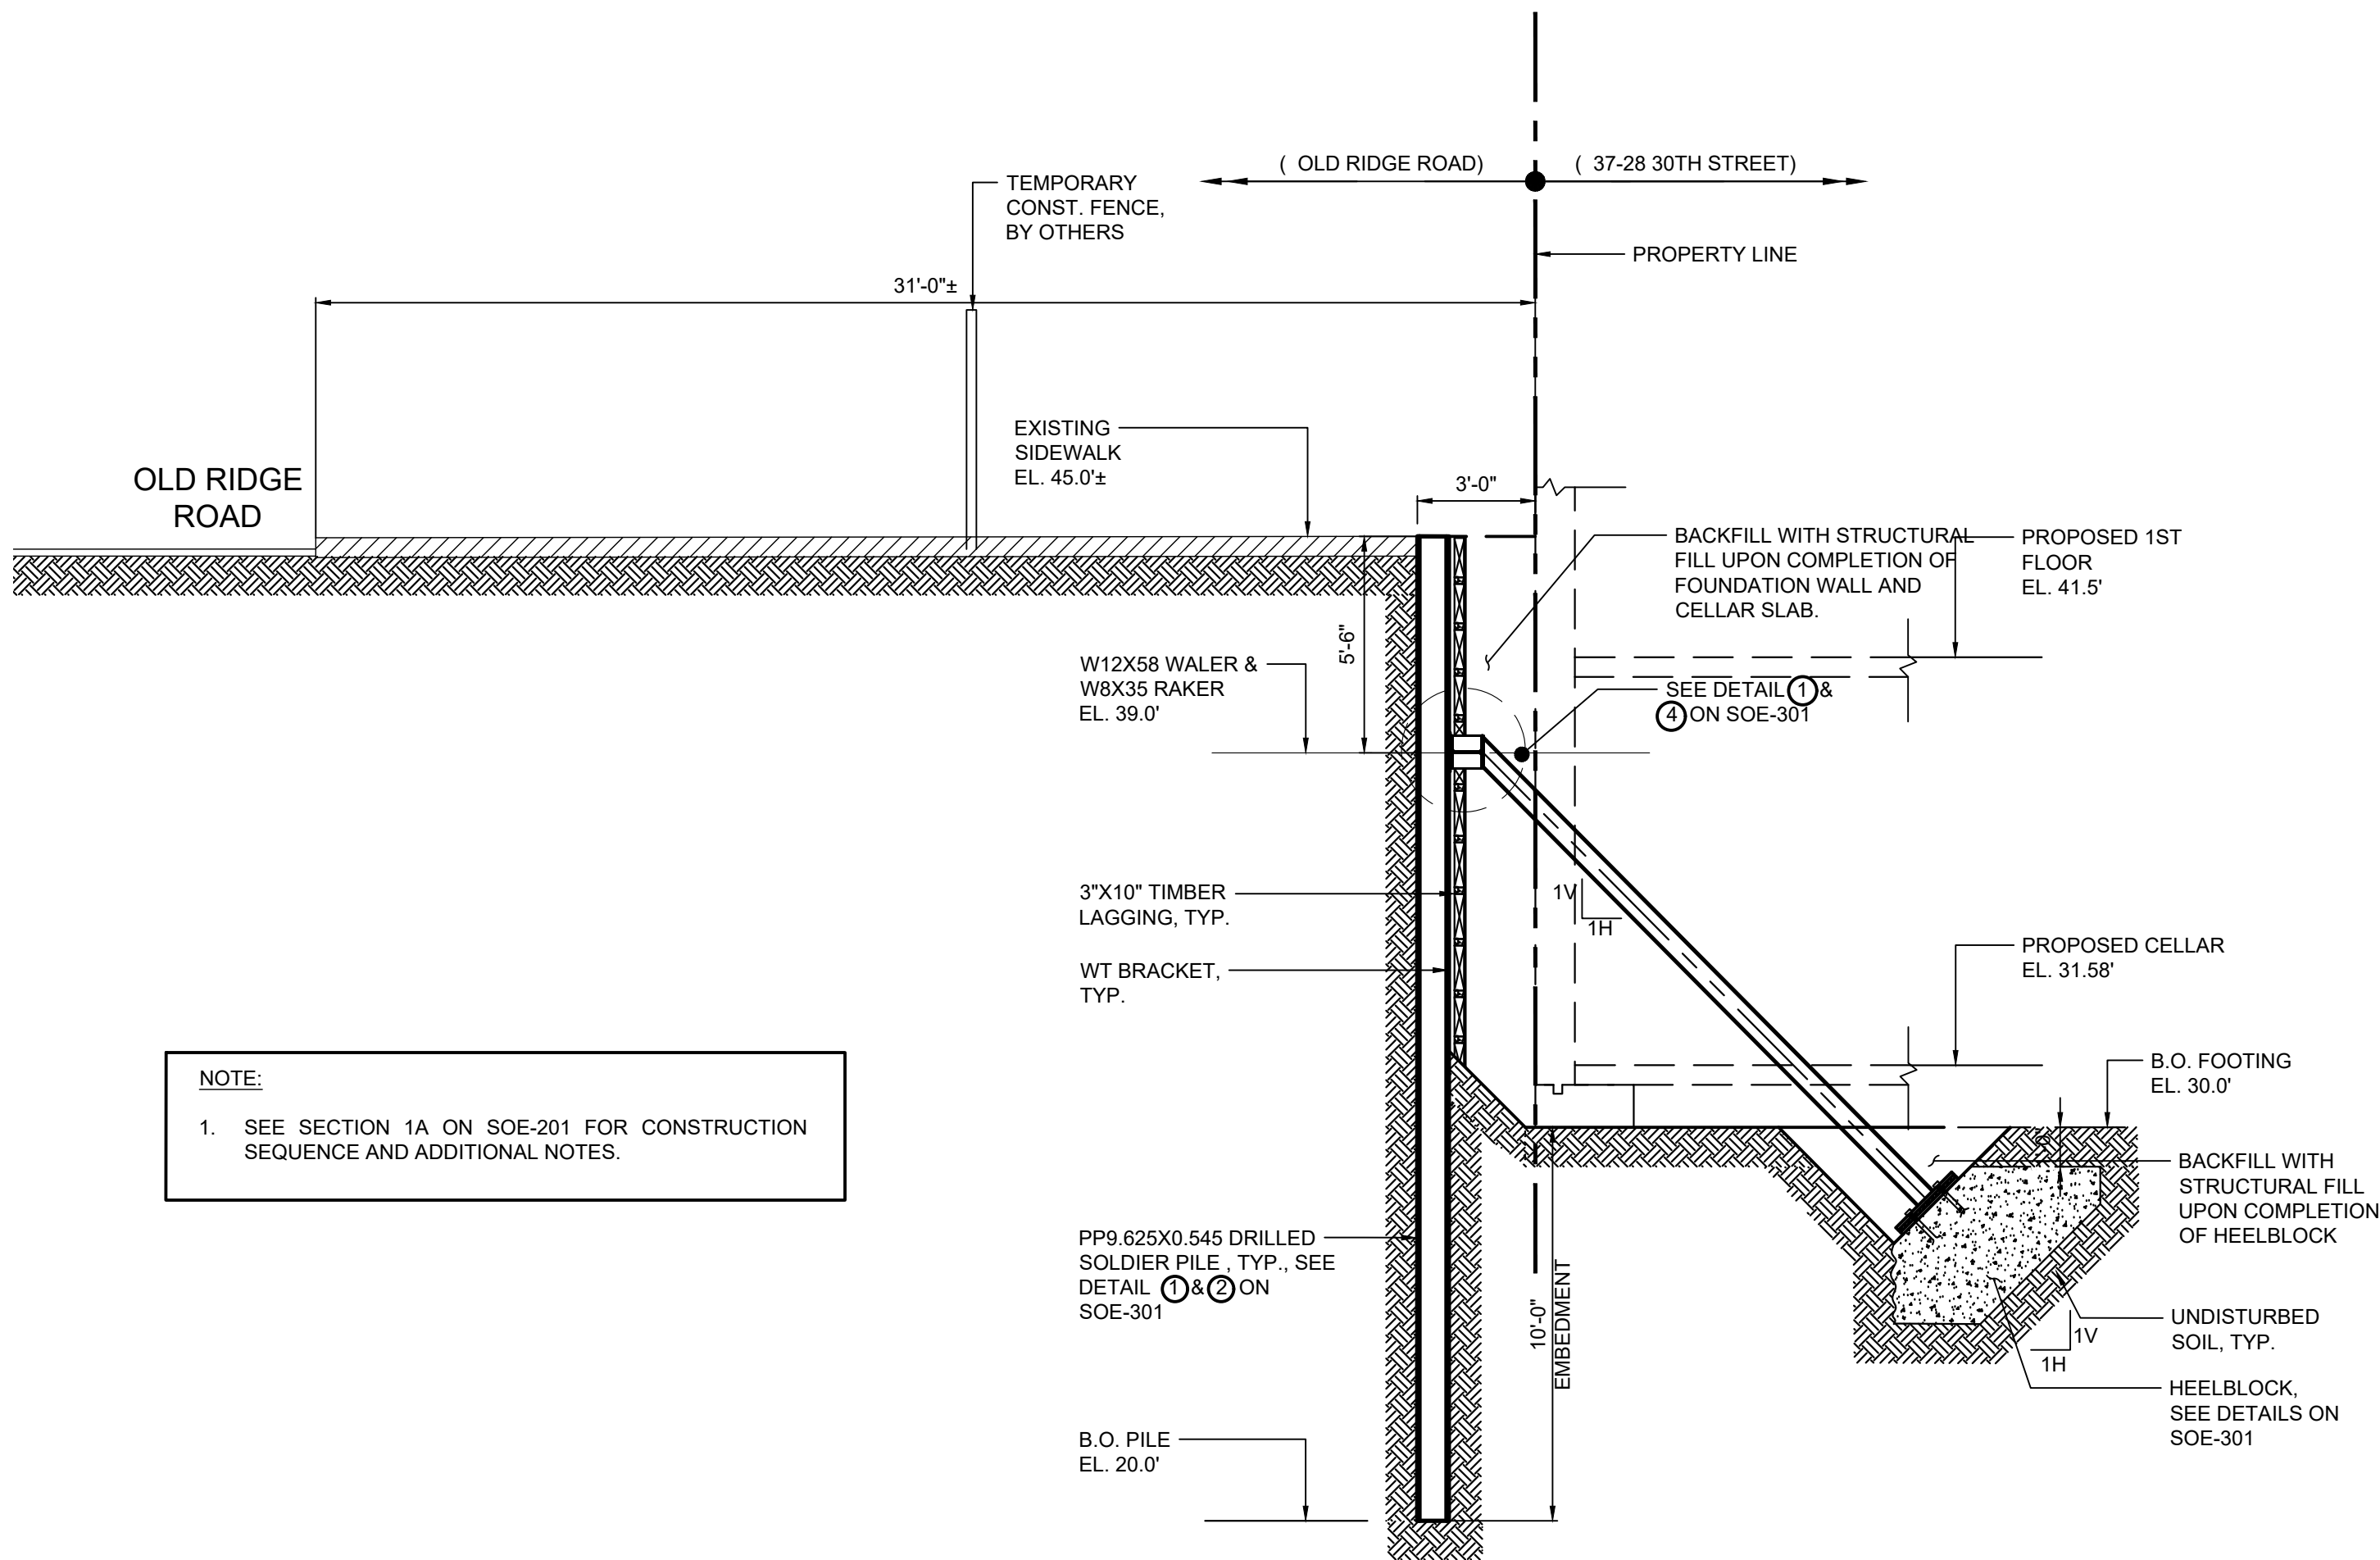 ( OLD RIDGE ROAD)
( 37-28 30TH STREET)
TEMPORARY
CONST. FENCE,
BY OTHERS
PROPERTY LINE
31'-0"±
EXISTING
SIDEWALK
EL. 45.0'±
OLD RIDGE
ROAD
3'-0"
BACKFILL WITH STRUCTURAL
FILL UPON COMPLETION OF
FOUNDATION WALL AND
CELLAR SLAB.
PROPOSED 1ST
FLOOR
EL. 41.5'
5'-6"
W12X58 WALER &
W8X35 RAKER
EL. 39.0'
SEE DETAIL 1 &
4 ON SOE-301
3"X10" TIMBER
LAGGING, TYP.
1V
1H
WT BRACKET,
TYP.
PROPOSED CELLAR
EL. 31.58'
B.O. FOOTING
EL. 30.0'
NOTE:
1. SEE SECTION 1A ON SOE-201 FOR CONSTRUCTION
SEQUENCE AND ADDITIONAL NOTES.
BACKFILL WITH
STRUCTURAL FILL
UPON COMPLETION
OF HEELBLOCK
PP9.625X0.545 DRILLED
SOLDIER PILE , TYP., SEE
DETAIL 1 & 2 ON
SOE-301
10'-0"
EMBEDMENT
UNDISTURBED
SOIL, TYP.
1V
1H
HEELBLOCK,
SEE DETAILS ON
SOE-301
B.O. PILE
EL. 20.0'